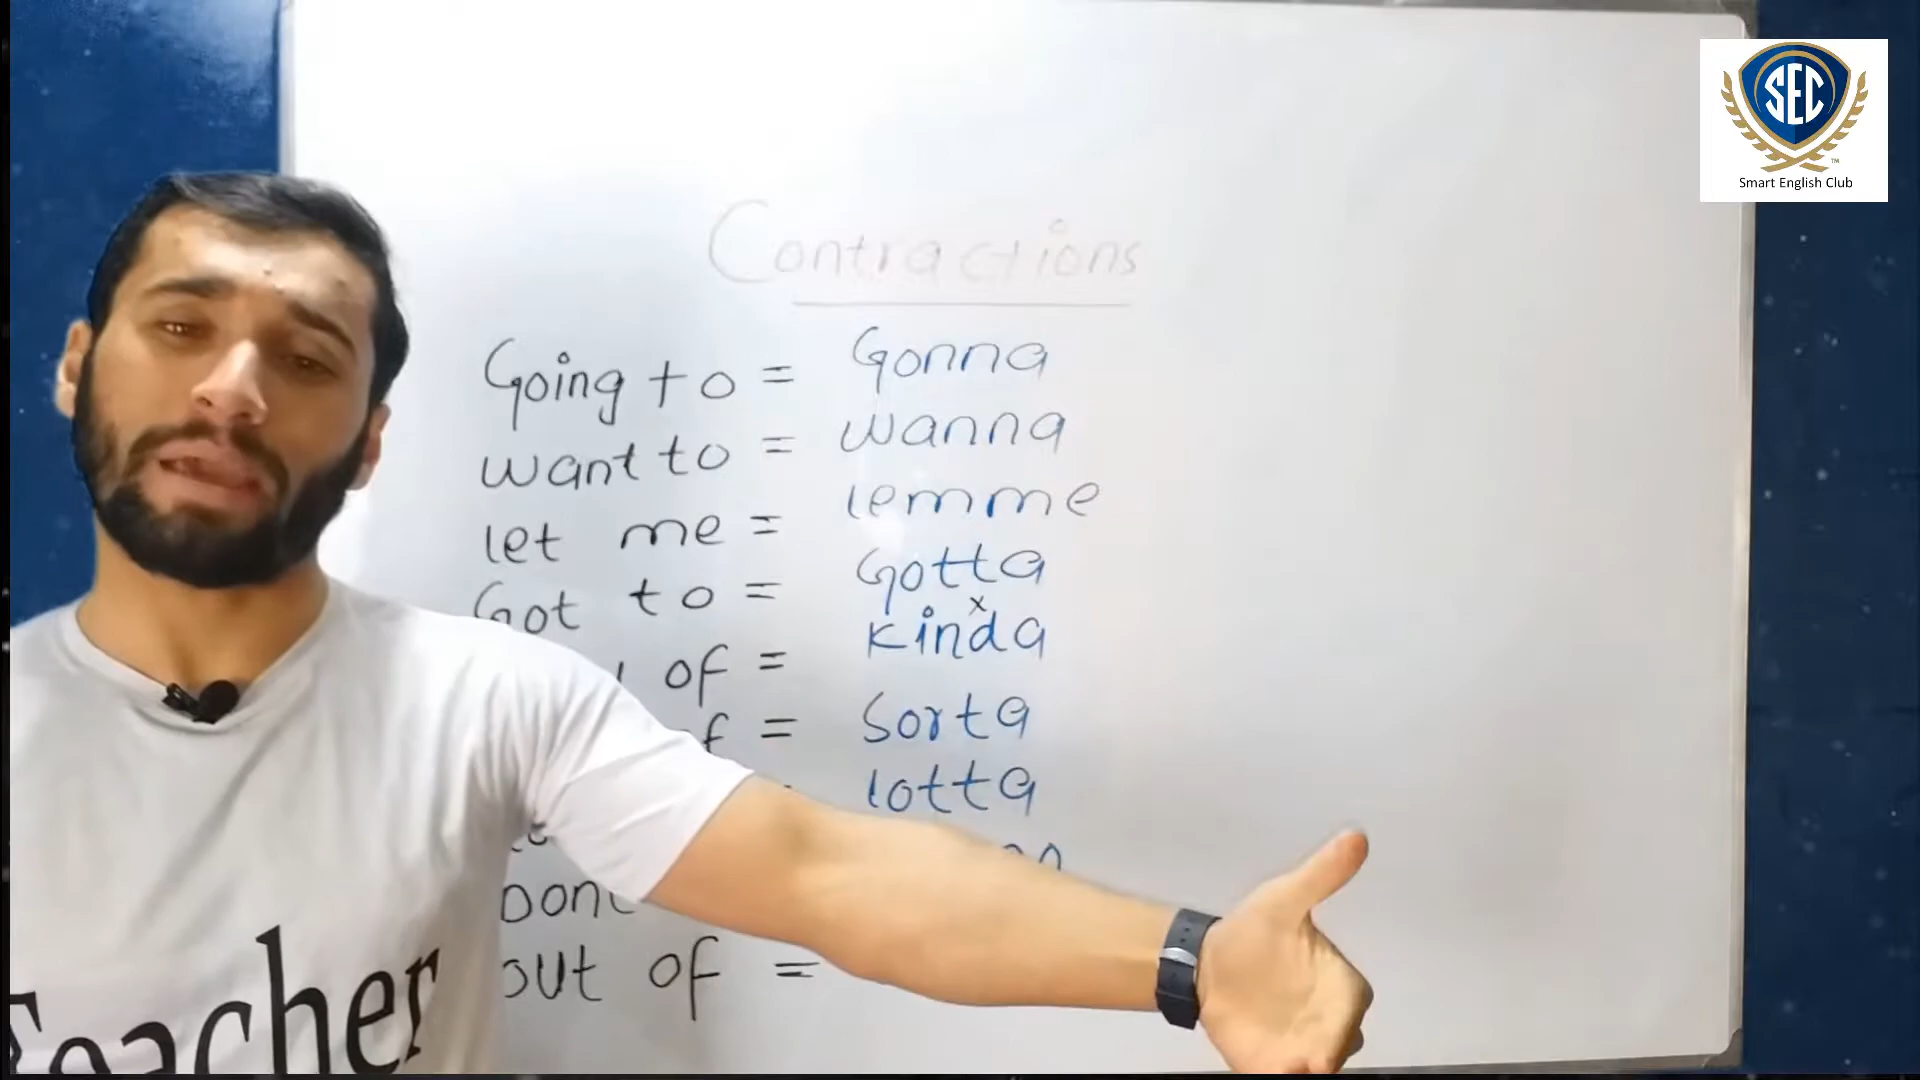 SEC
TM
Smart English Club
Contractions
Going to = Gonna
want to = wanna
let me = lemme
Got to = Gotta
of = Kinda
x
= Sorta
lotta
out of =
Teacher